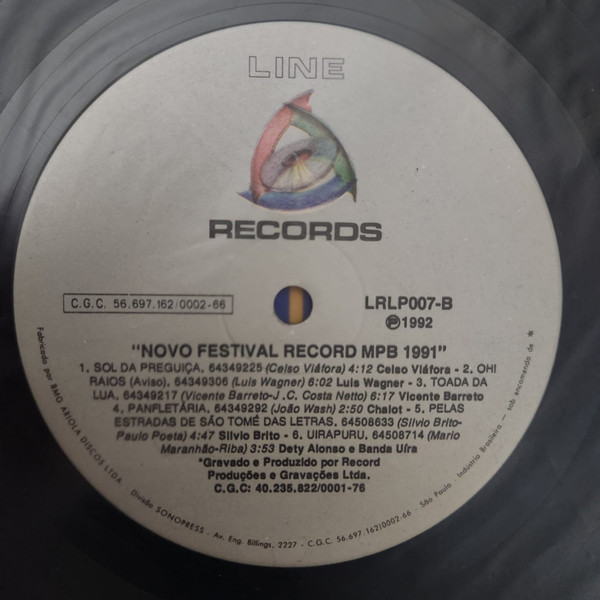 LINE
RECORDS
C.G.C. 56.697.162/0002-66
LRLP007-B
Ⓟ1992
"NOVO FESTIVAL RECORD MPB 1991"
1. SOL DA PREGUIÇA, 64349225 (Celso Viáfora) 4:12 Celso Viáfora - 2. OHI
RAIOS (Aviso), 64349306 (Luis Wagner) 6:02 Luis Wagner - 3. TOADA DA
LUA, 64349217 (Vicente Barreto-J .C. Costa Netto) 6:17 Vicente Barreto
4. PANFLETÁRIA, 64349292 (João Wash) 2:50 Chalot - 5. PELAS
ESTRADAS DE SÃO TOMÉ DAS LETRAS, 64508633 (Silvio Brito-
Paulo Poeta) 4:47 Silvio Brito - 6. UIRAPURU, 64508714 (Mario
Maranhão-Riba) 3:53 Dety Alonso e Banda Uíra
*Gravado e Produzido por Record
Produções e Gravações Ltda.
C.G.C: 40.235.822/0001-76
Fabricado por BMG ARIOLA DISCOS LTDA. Divisão SONOPRESS - Av. Eng. Billings, 2227 - C.G.C. 56.697.162/0002-66 - São Paulo - Indústria Brasileira - sob encomenda de *